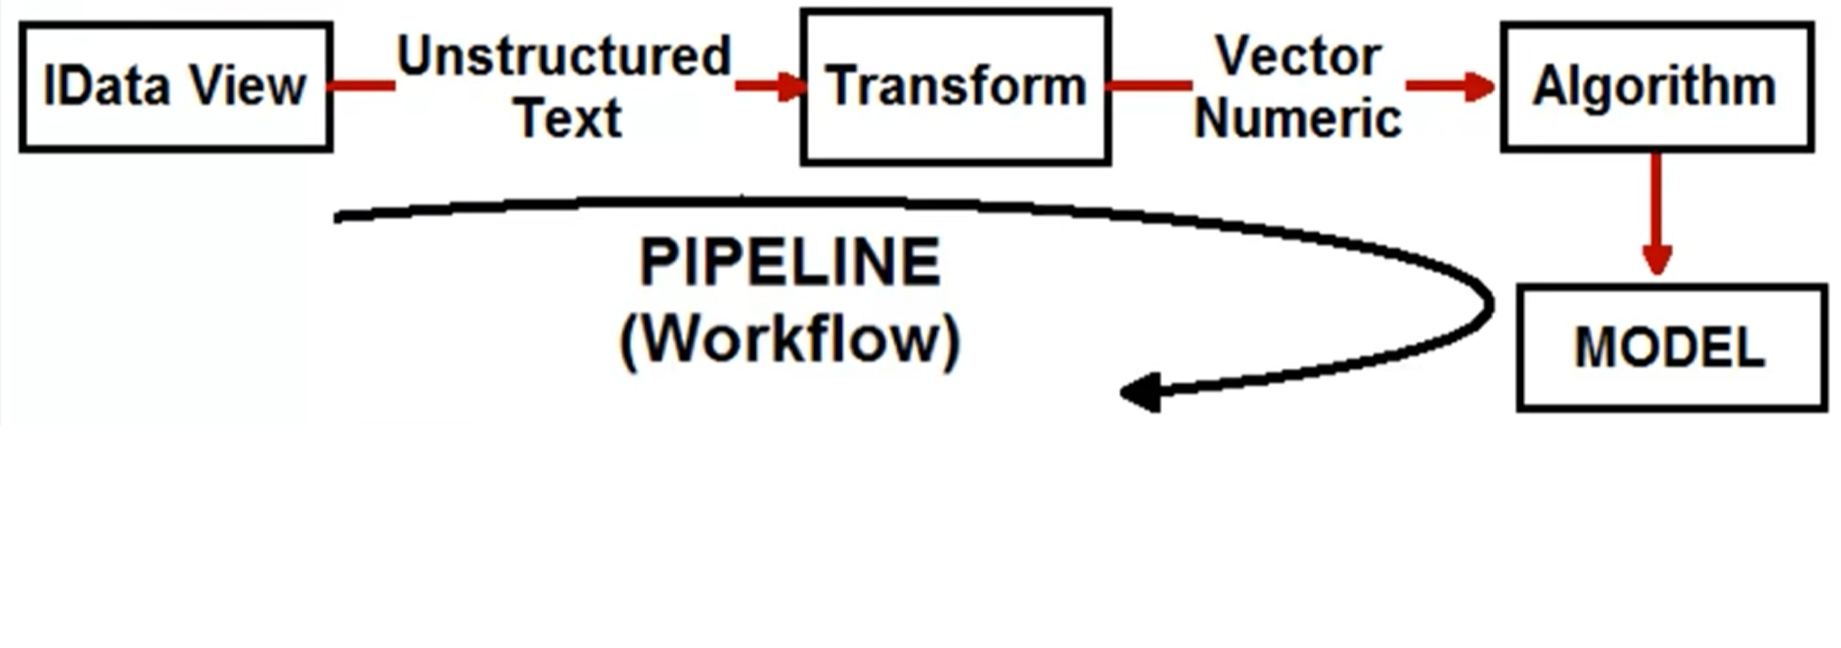 IData View
Unstructured
Text
Transform
Vector
Numeric
Algorithm
PIPELINE
(Workflow)
MODEL